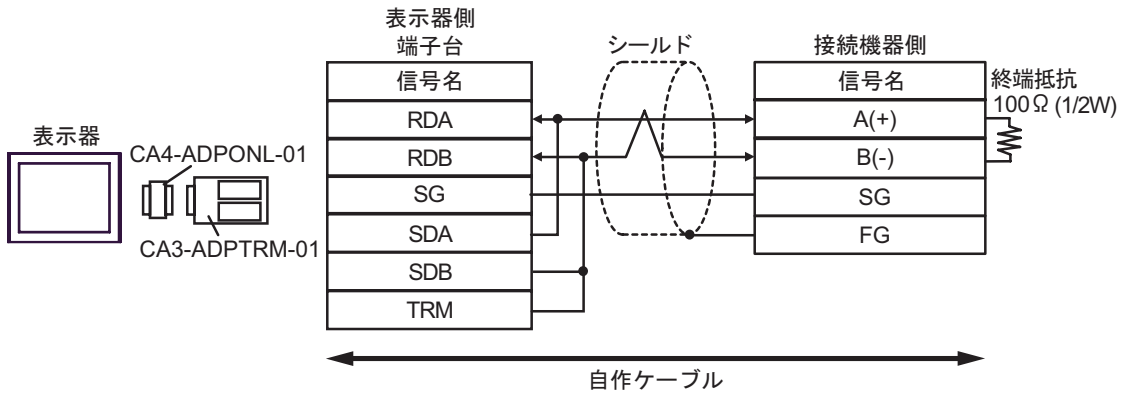 表示器
CA4-ADPONL-01
CA3-ADPTRM-01
表示器側
端子台
信号名
RDA
RDB
SG
SDA
SDB
TRM
シールド
接続機器側
信号名
A(+)
B(-)
SG
FG
終端抵抗
100Ω (1/2W)
自作ケーブル